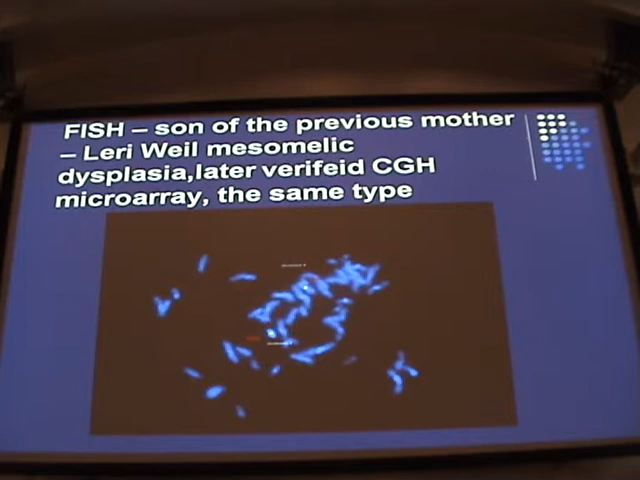 FISH – son of the previous mother
– Leri Weil mesomelic
dysplasia,later verifeid CGH
microarray, the same type